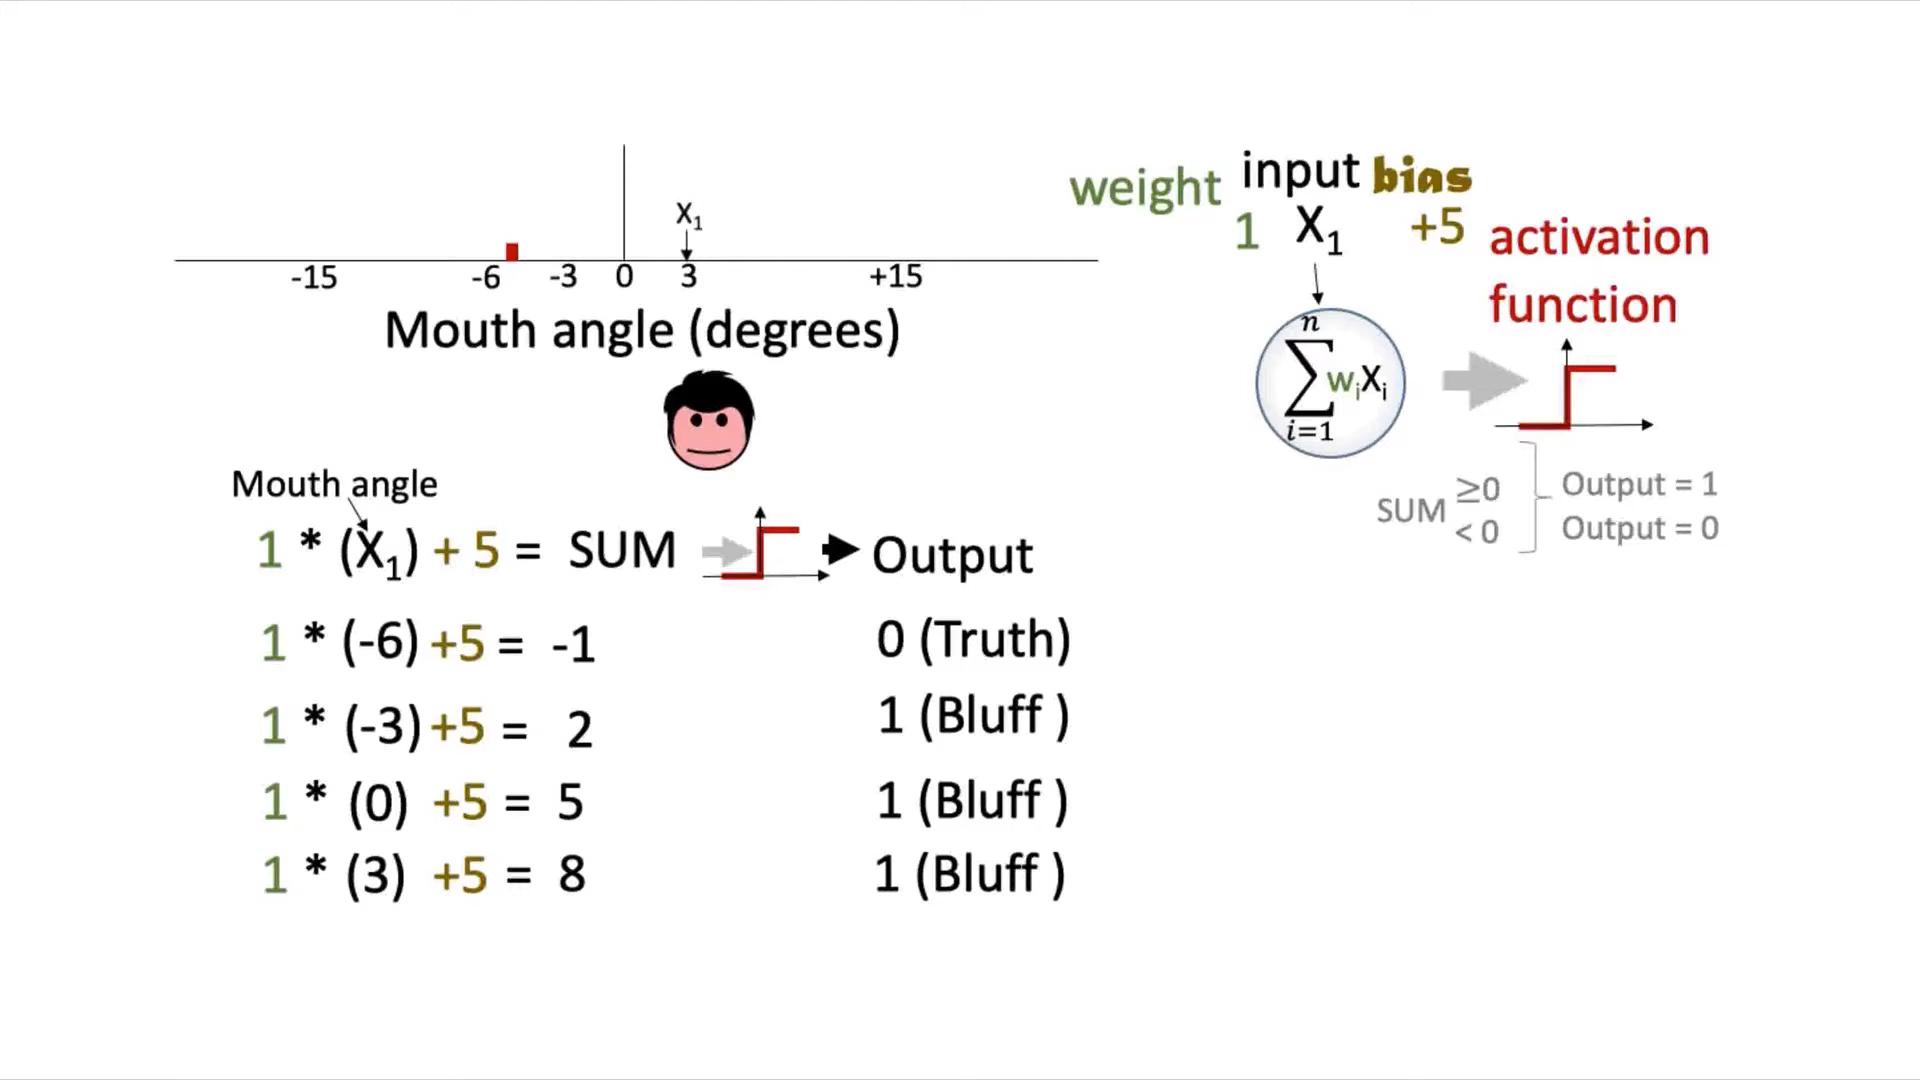 X₁
-15 -6 -3 0 3 +15
Mouth angle (degrees)
weight input bias
1 X₁ +5
activation
function
n
∑ wᵢXᵢ
i=1
SUM ≥0 Output = 1
< 0 Output = 0
Mouth angle
1 * (X₁) + 5 = SUM Output
1 * (-6) +5 = -1 0 (Truth)
1 * (-3) +5 = 2 1 (Bluff )
1 * (0) +5 = 5 1 (Bluff )
1 * (3) +5 = 8 1 (Bluff )